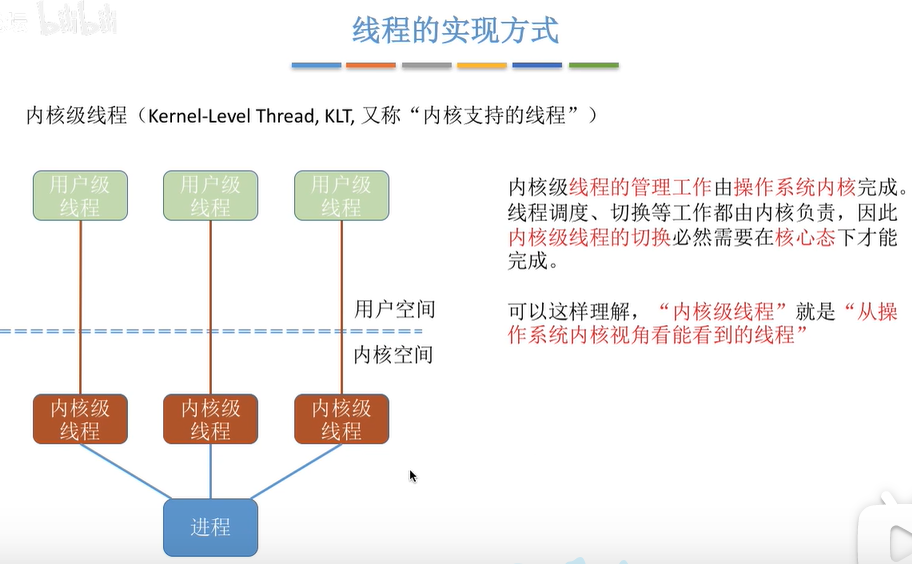 bilibili
线程的实现方式
内核级线程（Kernel-Level Thread, KLT, 又称“内核支持的线程”）
用户级
线程
用户级
线程
用户级
线程
用户空间
内核空间
内核级
线程
内核级
线程
内核级
线程
进程
内核级线程的管理工作由操作系统内核完成。
线程调度、切换等工作都由内核负责，因此
内核级线程的切换必然需要在核心态下才能
完成。
可以这样理解，“内核级线程”就是“从操
作系统内核视角看能看到的线程”